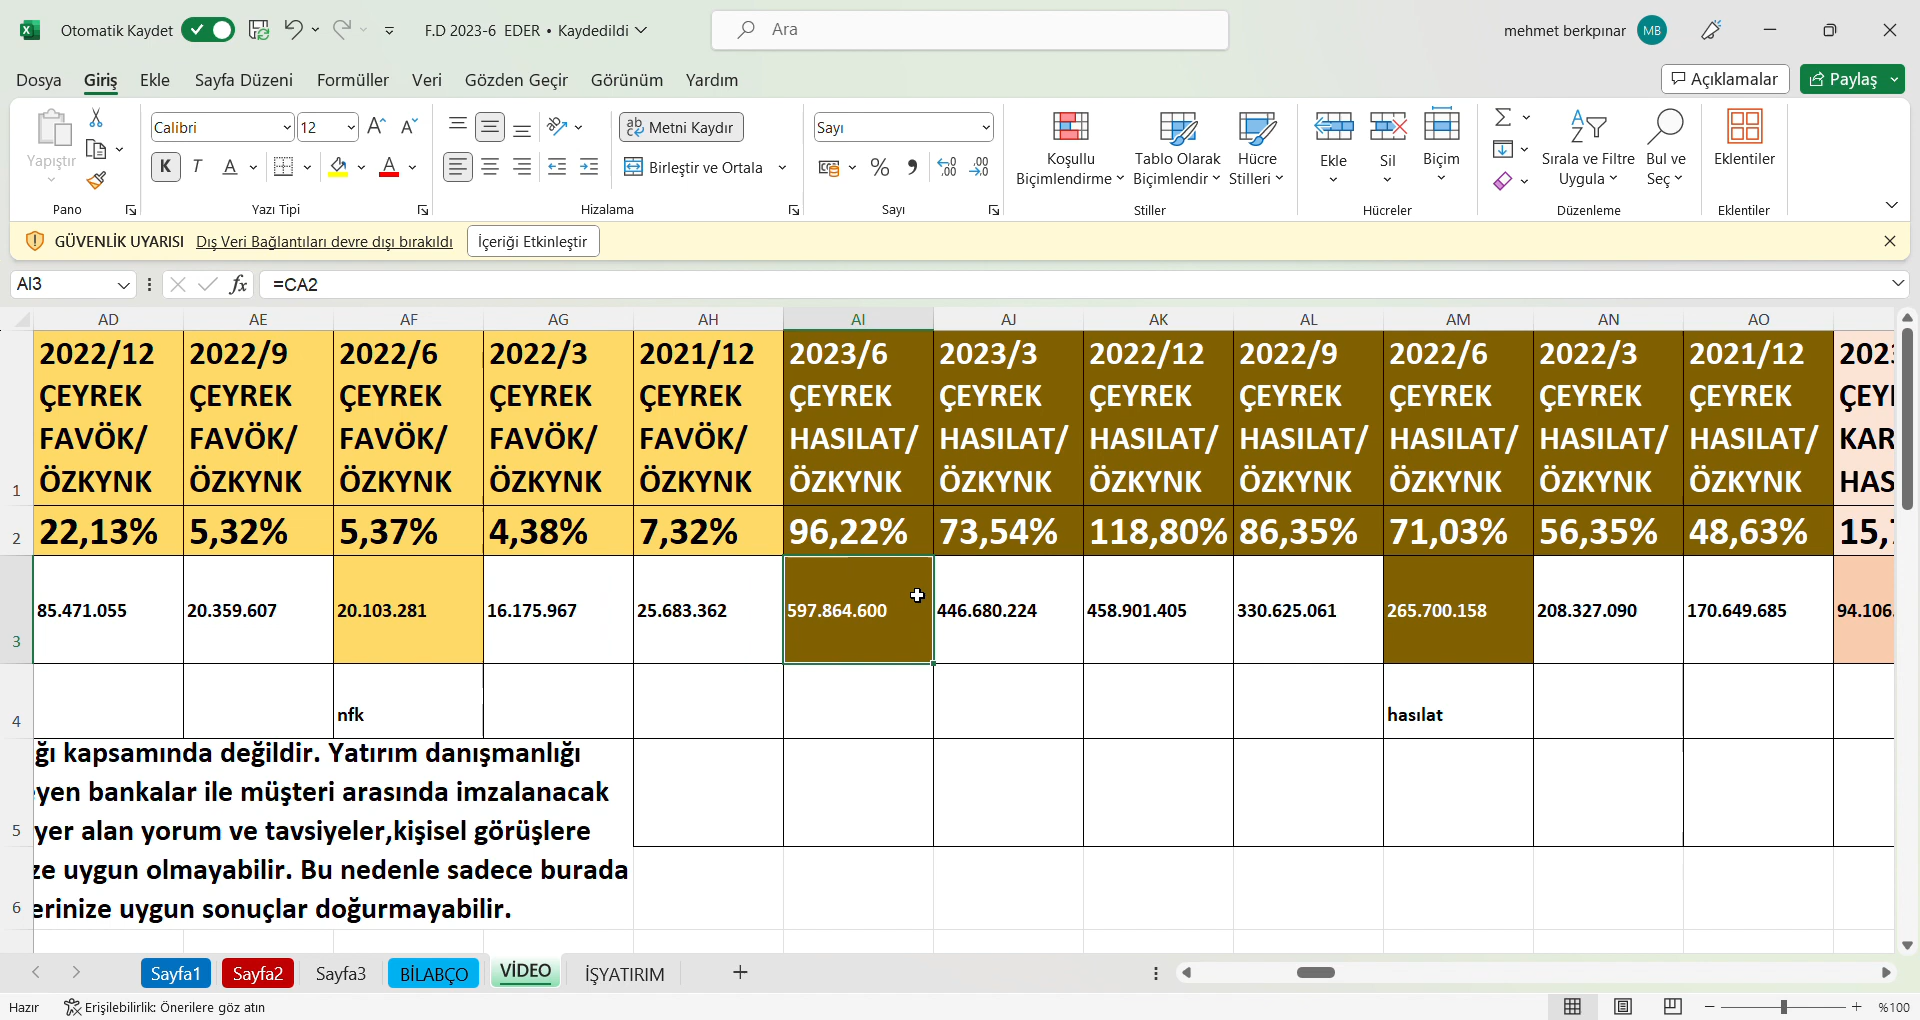 Otomatik Kaydet F.D 2023-6 EDER • Kaydedildi Ara mehmet berkpınar MB
Dosya Giriş Ekle Sayfa Düzeni Formüller Veri Gözden Geçir Görünüm Yardım Açıklamalar Paylaş
Yapıştır
Calibri 12
Metni Kaydır
Sayı
K T A A
Birleştir ve Ortala
% 
Koşullu Biçimlendirme
Tablo Olarak Biçimlendir
Hücre Stilleri
Ekle Sil Biçim
Sırala ve Filtre Uygula
Bul ve Seç
Eklentiler
Pano Yazı Tipi Hizalama Sayı Stiller Hücreler Düzenleme Eklentiler
GÜVENLİK UYARISI Dış Veri Bağlantıları devre dışı bırakıldı İçeriği Etkinleştir
AI3 fx =CA2
AD AE AF AG AH AI AJ AK AL AM AN AO
2022/12 2022/9 2022/6 2022/3 2021/12 2023/6 2023/3 2022/12 2022/9 2022/6 2022/3 2021/12 202
ÇEYREK ÇEYREK ÇEYREK ÇEYREK ÇEYREK ÇEYREK ÇEYREK ÇEYREK ÇEYREK ÇEYREK ÇEYREK ÇEYREK ÇEY
FAVÖK/ FAVÖK/ FAVÖK/ FAVÖK/ FAVÖK/ HASILAT/ HASILAT/ HASILAT/ HASILAT/ HASILAT/ HASILAT/ HASILAT/ KAR
1 ÖZKYNK ÖZKYNK ÖZKYNK ÖZKYNK ÖZKYNK ÖZKYNK ÖZKYNK ÖZKYNK ÖZKYNK ÖZKYNK ÖZKYNK ÖZKYNK HAS
2 22,13% 5,32% 5,37% 4,38% 7,32% 96,22% 73,54% 118,80% 86,35% 71,03% 56,35% 48,63% 15,
3 85.471.055 20.359.607 20.103.281 16.175.967 25.683.362 597.864.600 446.680.224 458.901.405 330.625.061 265.700.158 208.327.090 170.649.685 94.106.
4 nfk hasılat
ğı kapsamında değildir. Yatırım danışmanlığı
yen bankalar ile müşteri arasında imzalanacak
5 yer alan yorum ve tavsiyeler,kişisel görüşlere
ze uygun olmayabilir. Bu nedenle sadece burada
6 erinize uygun sonuçlar doğurmayabilir.
Sayfa1 Sayfa2 Sayfa3 BİLABÇO VİDEO İŞYATIRIM
Hazır Erişilebilirlik: Önerilere göz atın %100